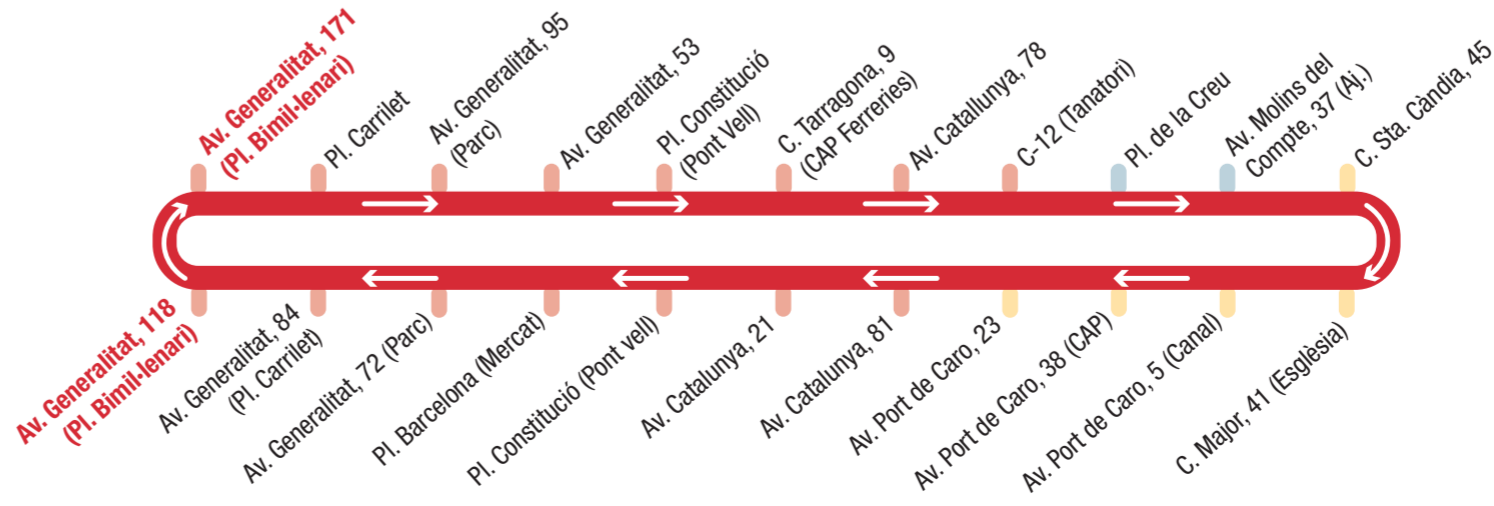 Av. Generalitat, 171
(Pl. Bimil·lenari)
Pl. Carrilet
Av. Generalitat, 95
(Parc)
Av. Generalitat, 53
Pl. Constitució
(Pont Vell)
C. Tarragona, 9
(CAP Ferreries)
Av. Catallunya, 78
C-12 (Tanatori)
Pl. de la Creu
Av. Molins del
Compte, 37 (Aj.)
C. Sta. Càndia, 45
Av. Generalitat, 118
(Pl. Bimil·lenari)
Av. Generalitat, 84
(Pl. Carrilet)
Av. Generalitat, 72 (Parc)
Pl. Barcelona (Mercat)
Pl. Constitució (Pont vell)
Av. Catalunya, 21
Av. Catalunya, 81
Av. Port de Caro, 23
Av. Port de Caro, 38 (CAP)
Av. Port de Caro, 5 (Canal)
C. Major, 41 (Esglèsia)